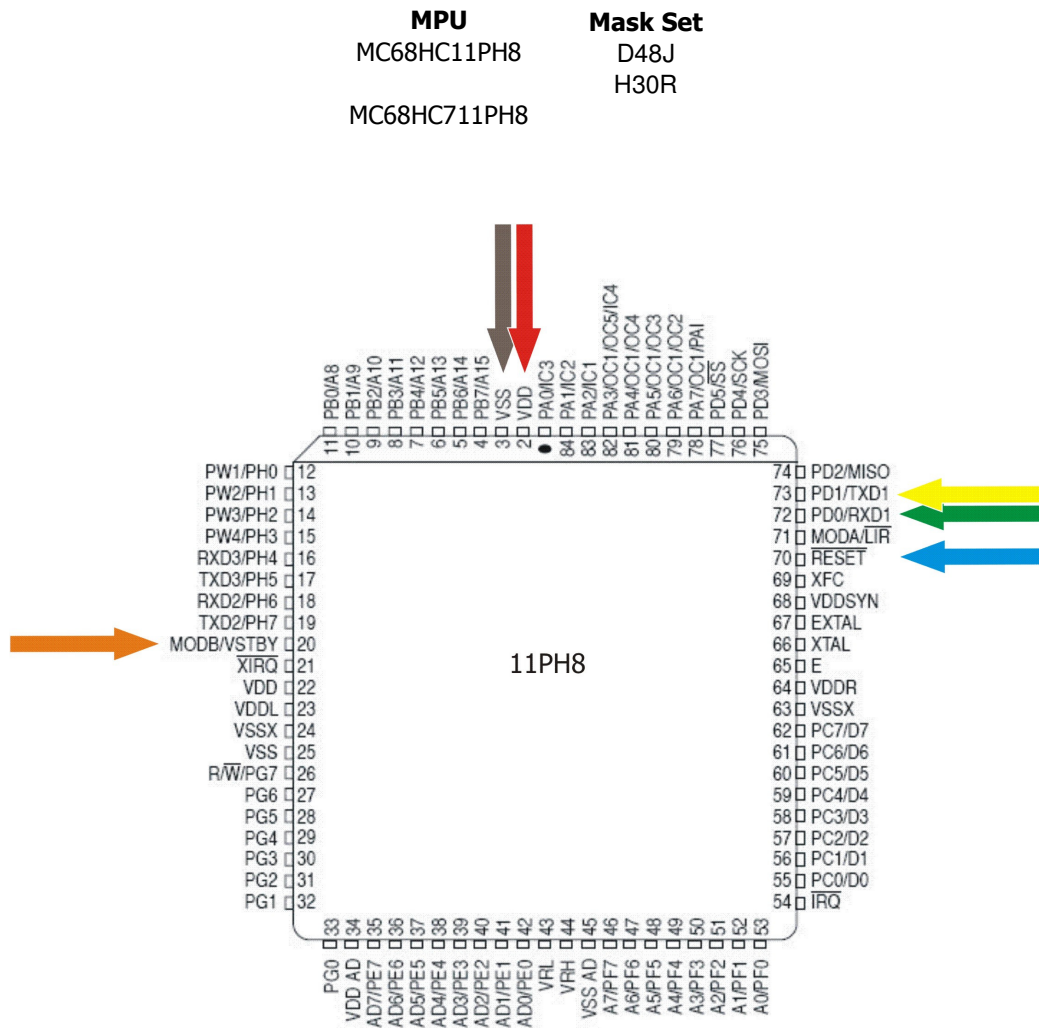 MPU Mask Set
MC68HC11PH8 D48J
H30R
MC68HC711PH8
PB0/A8
PB1/A9
PB2/A10
PB3/A11
PB4/A12
PB5/A13
PB6/A14
PB7/A15
VSS
VDD
PA0/IC3
PA1/IC2
PA2/IC1
PA3/OC1/OC5/IC4
PA4/OC1/OC4
PA5/OC1/OC3
PA6/OC1/OC2
PA7/OC1/PAI
PD5/SS
PD4/SCK
PD3/MOSI
11 10 9 8 7 6 5 4 3 2 84 83 82 81 80 79 78 77 76 75
PW1/PH0 12 74 PD2/MISO
PW2/PH1 13 73 PD1/TXD1
PW3/PH2 14 72 PD0/RXD1
PW4/PH3 15 71 MODA/LIR
RXD3/PH4 16 70 RESET
TXD3/PH5 17 69 XFC
RXD2/PH6 18 68 VDDSYN
TXD2/PH7 19 67 EXTAL
MODB/VSTBY 20 66 XTAL
XIRQ 21 11PH8 65 E
VDD 22 64 VDDR
VDDL 23 63 VSSX
VSSX 24 62 PC7/D7
VSS 25 61 PC6/D6
R/W/PG7 26 60 PC5/D5
PG6 27 59 PC4/D4
PG5 28 58 PC3/D3
PG4 29 57 PC2/D2
PG3 30 56 PC1/D1
PG2 31 55 PC0/D0
PG1 32 54 IRQ
33 34 35 36 37 38 39 40 41 42 43 44 45 46 47 48 49 50 51 52 53
PG0
VDD AD
AD7/PE7
AD6/PE6
AD5/PE5
AD4/PE4
AD3/PE3
AD2/PE2
AD1/PE1
AD0/PE0
VRL
VRH
VSS AD
A7/PF7
A6/PF6
A5/PF5
A4/PF4
A3/PF3
A2/PF2
A1/PF1
A0/PF0